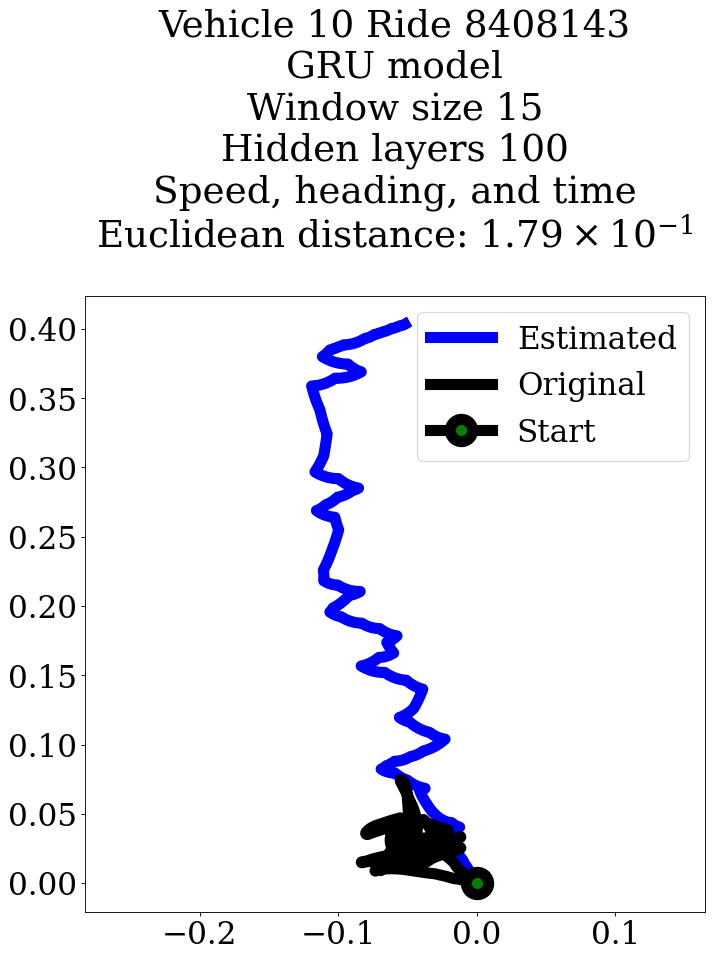 Vehicle 10 Ride 8408143
GRU model
Window size 15
Hidden layers 100
Speed, heading, and time
Euclidean distance: 1.79 × 10⁻¹
Estimated
Original
Start
0.40
0.35
0.30
0.25
0.20
0.15
0.10
0.05
0.00
−0.2 −0.1 0.0 0.1